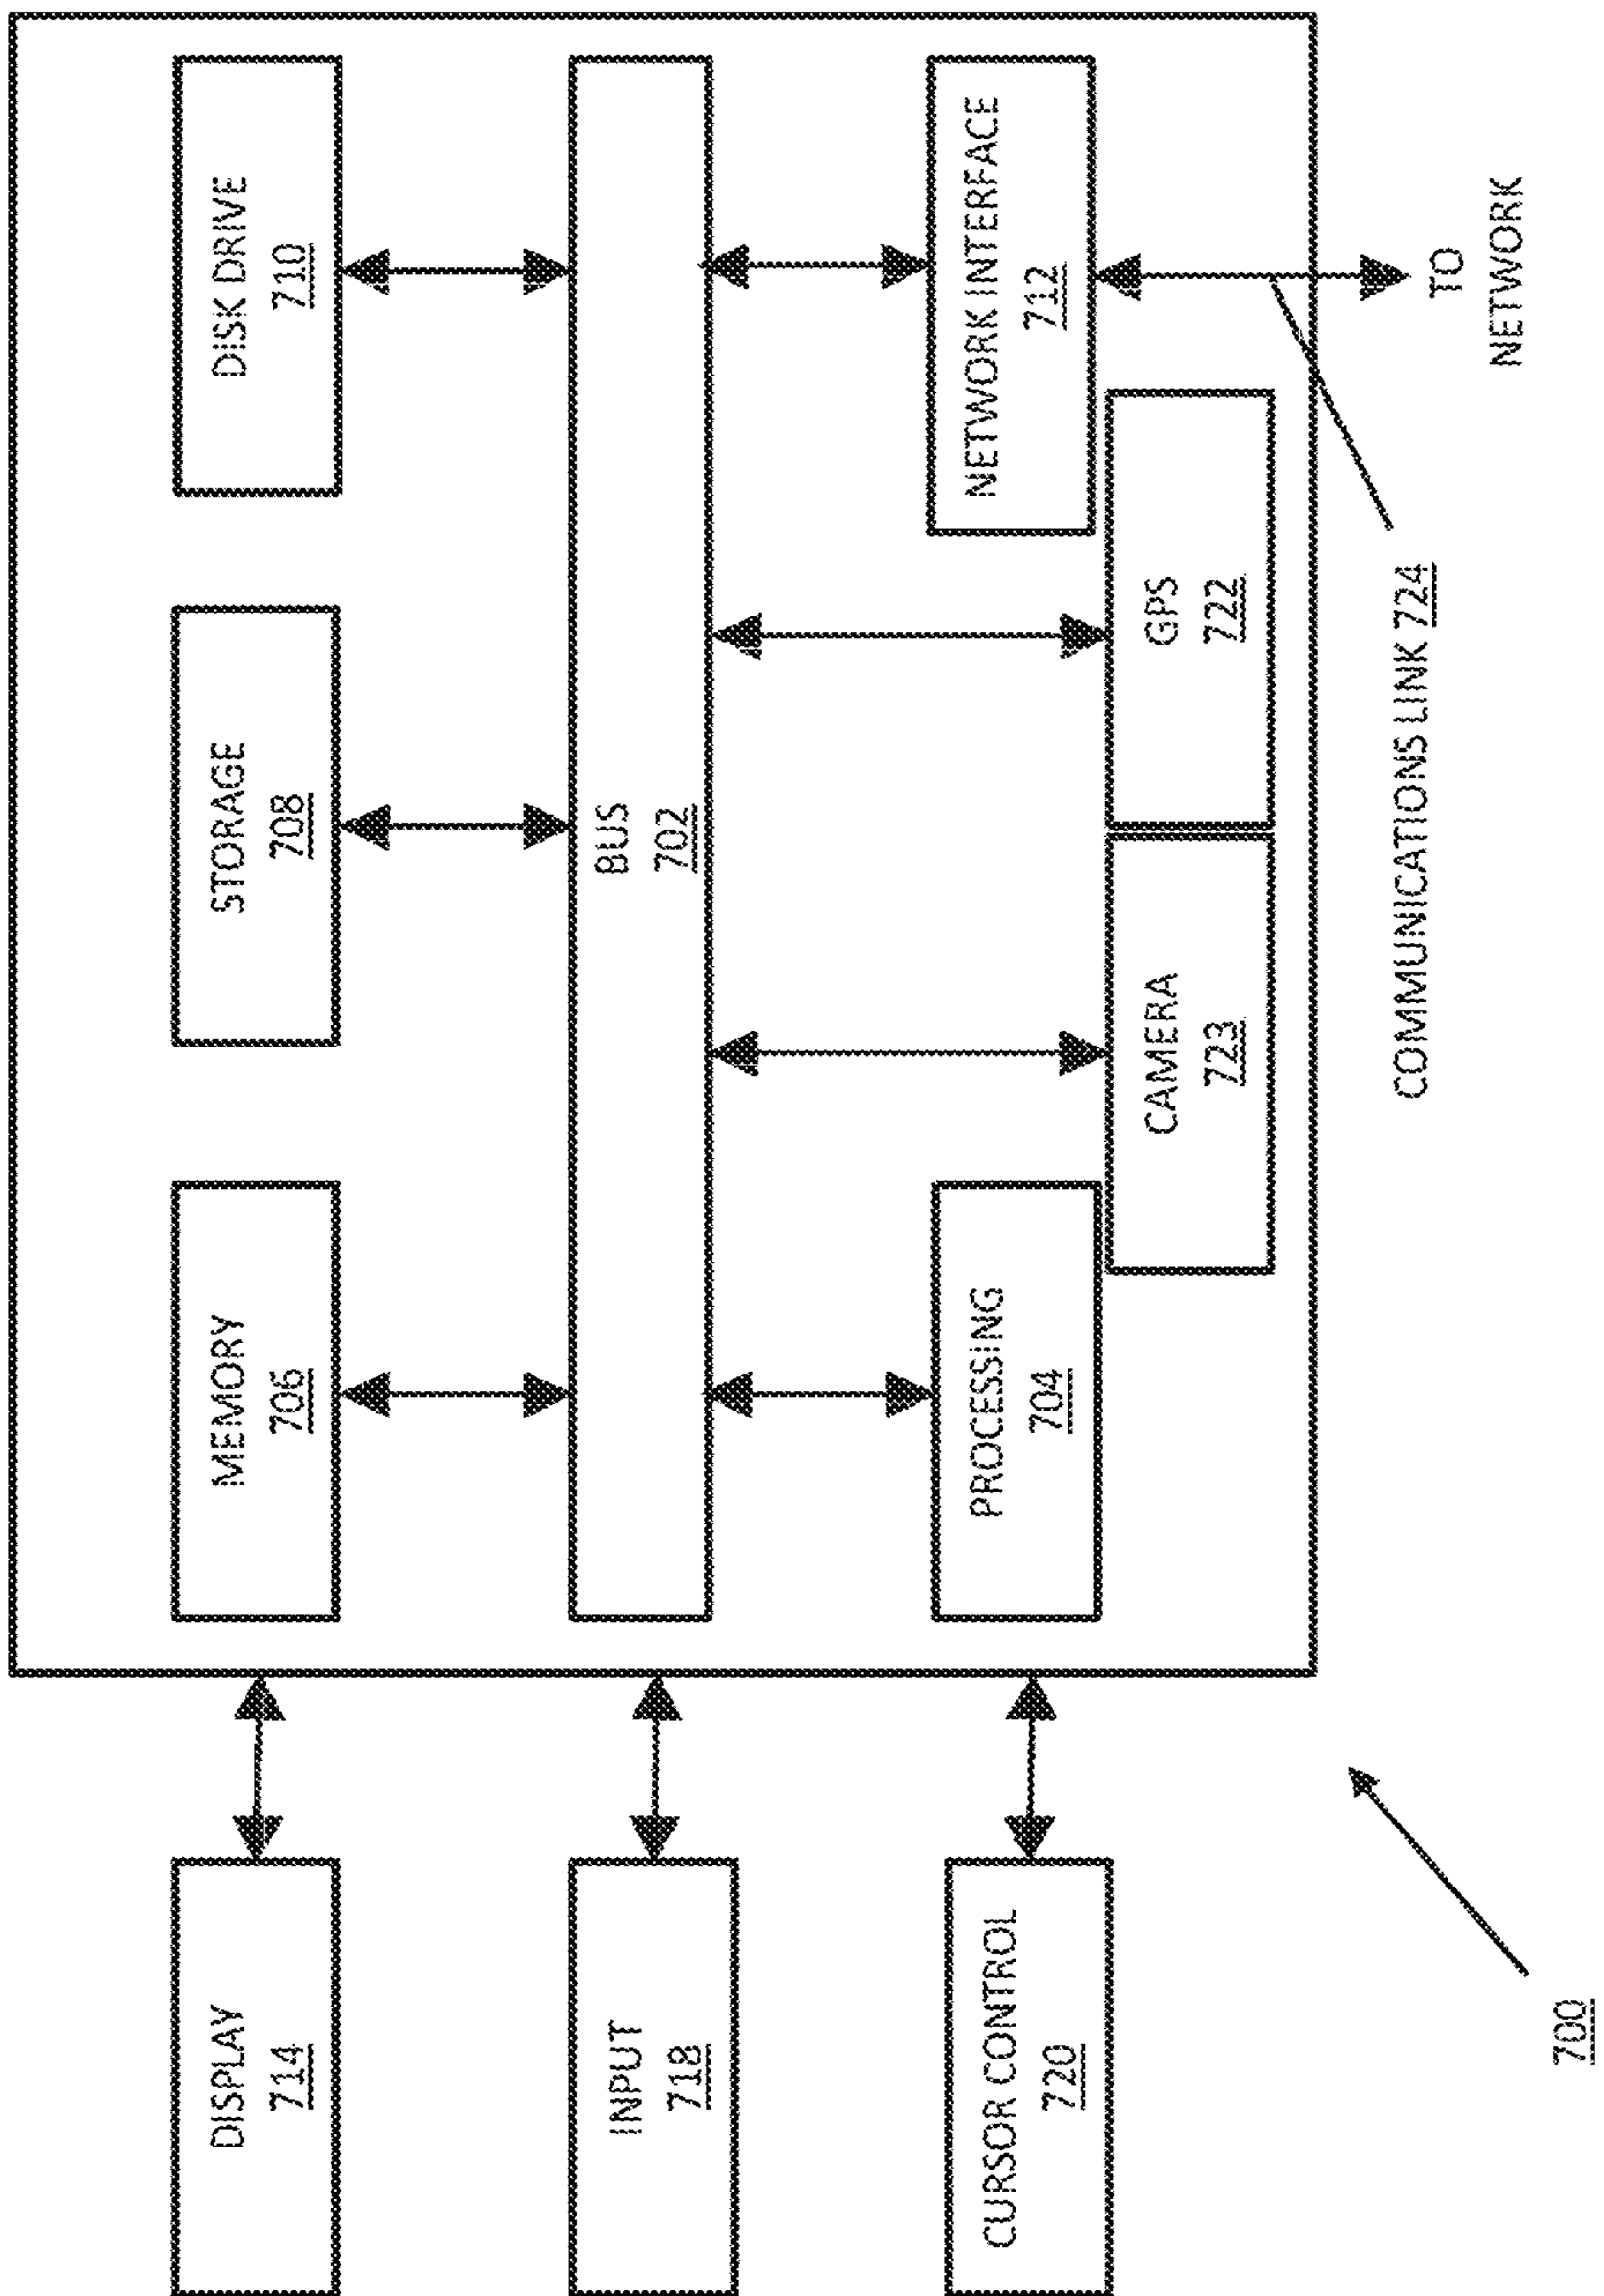 DISPLAY
714
MEMORY
706
STORAGE
708
DISK DRIVE
710
INPUT
718
BUS
702
CURSOR CONTROL
720
PROCESSING
704
NETWORK INTERFACE
712
CAMERA
723
GPS
722
COMMUNICATIONS LINK 724
TO
NETWORK
700